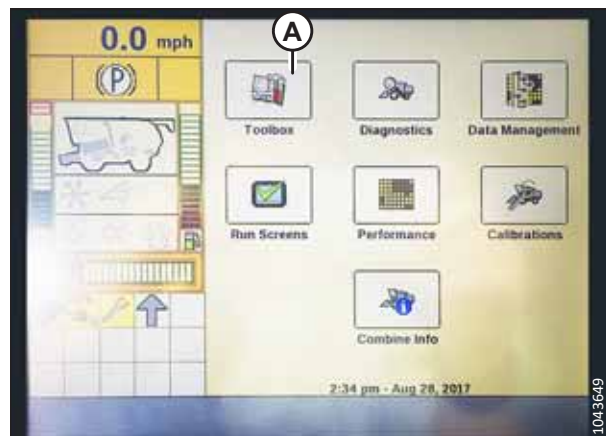 0.0 mph
A
(P)
Toolbox
Diagnostics
Data Management
Run Screens
Performance
Calibrations
Combine Info
2:34 pm - Aug 28, 2017
1043649